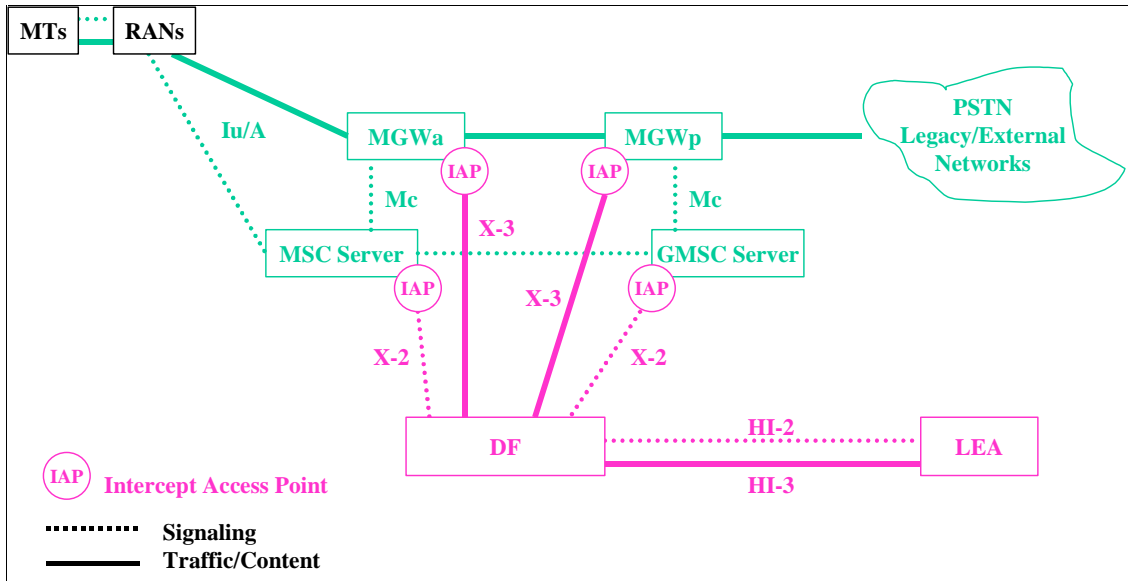 MTs
RANs
Iu/A
MGWa
MGWp
PSTN
Legacy/External
Networks
IAP
IAP
Mc
Mc
X-3
MSC Server
GMSC Server
IAP
IAP
X-3
X-2
X-2
DF
HI-2
LEA
HI-3
IAP
Intercept Access Point
Signaling
Traffic/Content